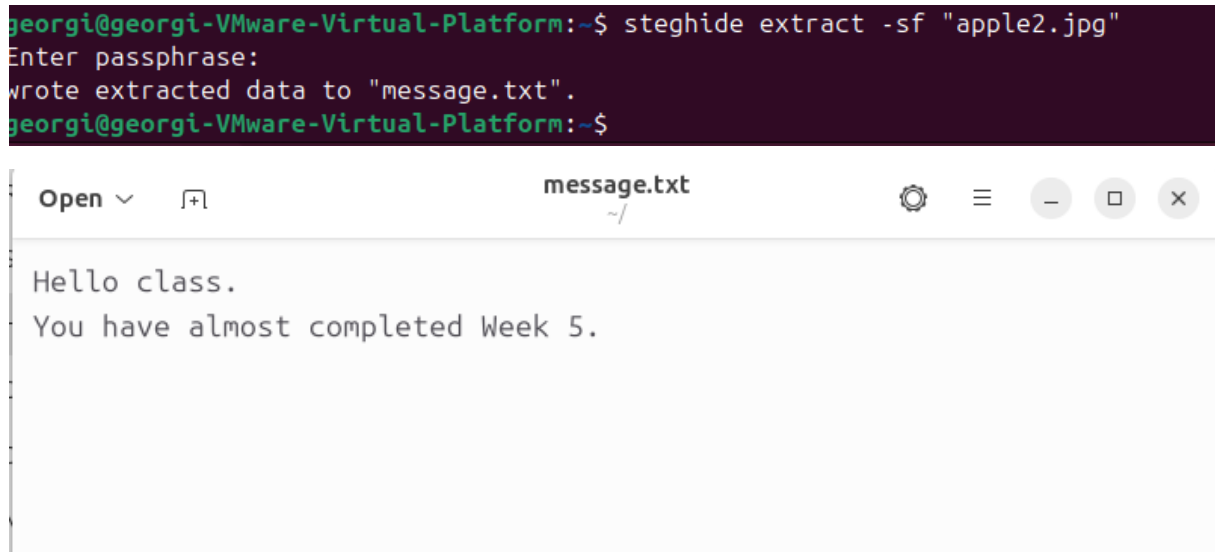 georgi@georgi-VMware-Virtual-Platform:~$ steghide extract -sf "apple2.jpg"
Enter passphrase:
wrote extracted data to "message.txt".
georgi@georgi-VMware-Virtual-Platform:~$
Open message.txt
~/
Hello class.
You have almost completed Week 5.